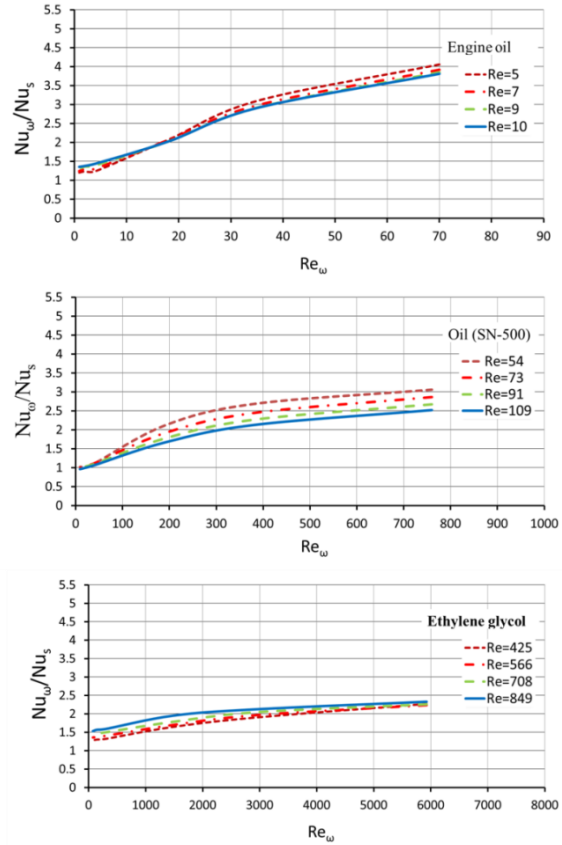 Nuω/Nus
5.5
5
4.5
4
3.5
3
2.5
2
1.5
1
0.5
0
Engine oil
Re=5
Re=7
Re=9
Re=10
0 10 20 30 40 50 60 70 80 90
Reω
Nuω/Nus
5.5
5
4.5
4
3.5
3
2.5
2
1.5
1
0.5
0
Oil (SN-500)
Re=54
Re=73
Re=91
Re=109
0 100 200 300 400 500 600 700 800 900 1000
Reω
Nuω/Nus
5.5
5
4.5
4
3.5
3
2.5
2
1.5
1
0.5
0
Ethylene glycol
Re=425
Re=566
Re=708
Re=849
0 1000 2000 3000 4000 5000 6000 7000 8000
Reω